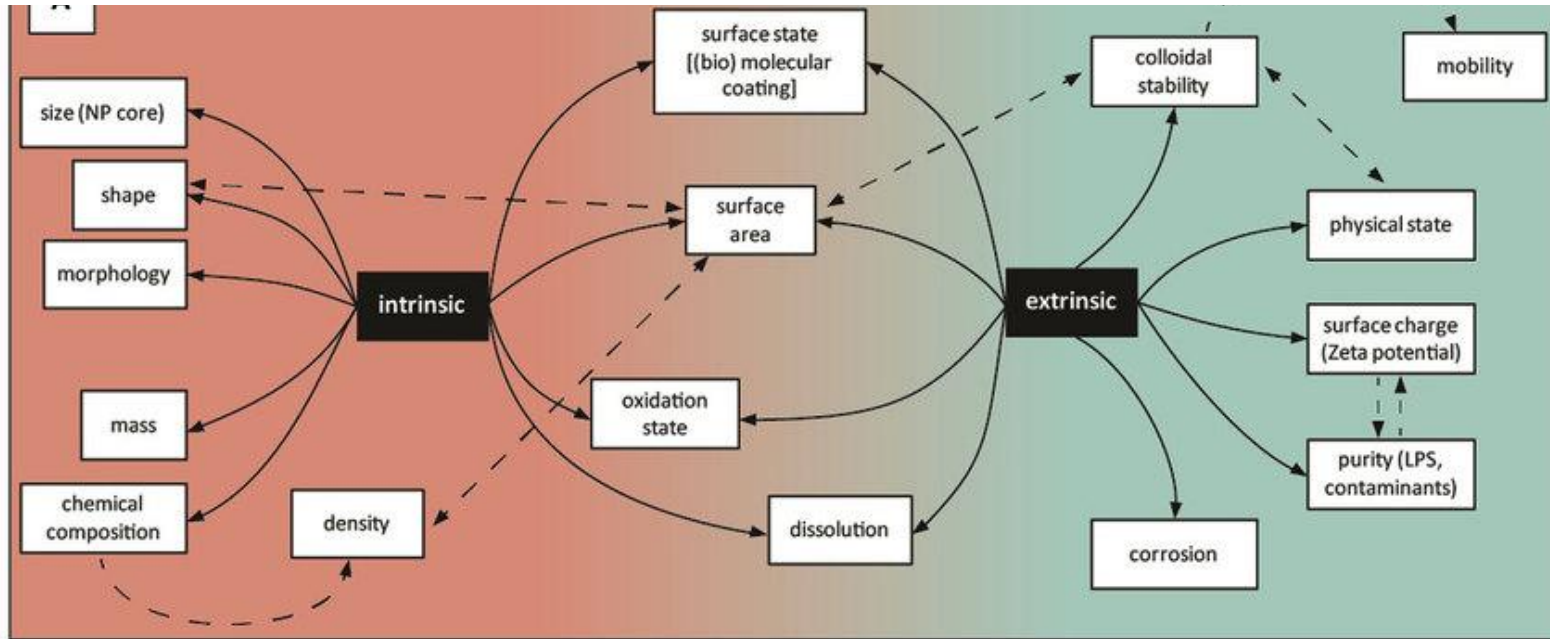 A
size (NP core)
shape
morphology
mass
chemical
composition
density
intrinsic
surface state
[(bio) molecular
coating]
surface
area
oxidation
state
dissolution
extrinsic
colloidal
stability
mobility
physical state
surface charge
(Zeta potential)
purity (LPS,
contaminants)
corrosion